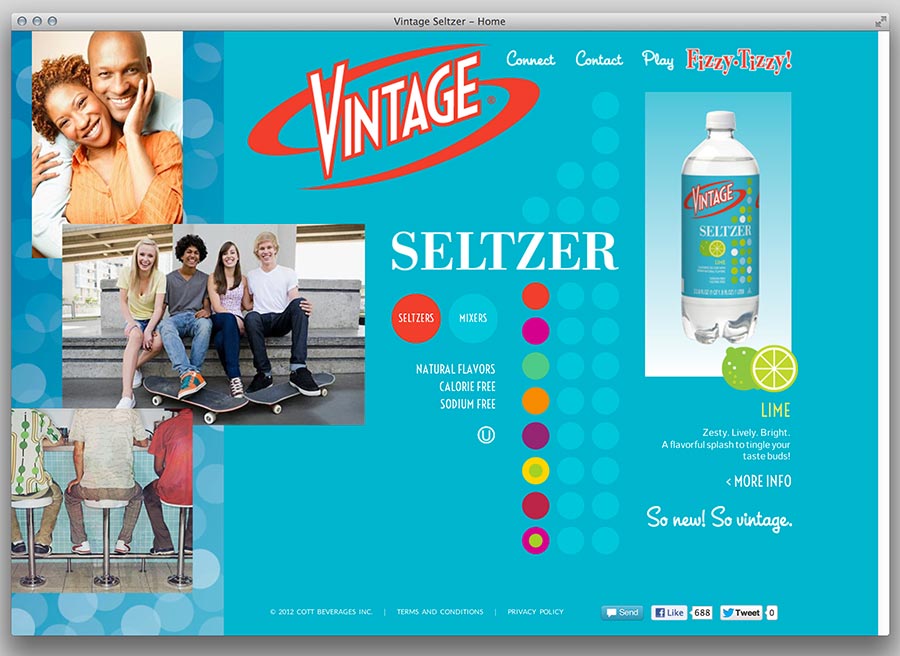 Vintage Seltzer – Home
Connect Contact Play Fizzy•Tizzy!
VINTAGE®
SELTZER
SELTZERS
MIXERS
NATURAL FLAVORS
CALORIE FREE
SODIUM FREE
U
VINTAGE
SELTZER
LIME
LIME
Zesty. Lively. Bright.
A flavorful splash to tingle your
taste buds!
< MORE INFO
So new! So vintage.
© 2012 COTT BEVERAGES INC. | TERMS AND CONDITIONS | PRIVACY POLICY
Send Like 688 Tweet 0